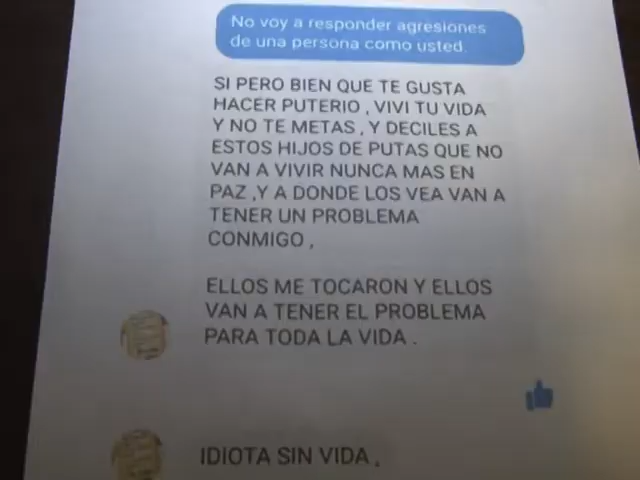 No voy a responder agresiones
de una persona como usted.
SI PERO BIEN QUE TE GUSTA
HACER PUTERIO , VIVI TU VIDA
Y NO TE METAS , Y DECILES A
ESTOS HIJOS DE PUTAS QUE NO
VAN A VIVIR NUNCA MAS EN
PAZ ,Y A DONDE LOS VEA VAN A
TENER UN PROBLEMA
CONMIGO ,
ELLOS ME TOCARON Y ELLOS
VAN A TENER EL PROBLEMA
PARA TODA LA VIDA .
IDIOTA SIN VIDA ,